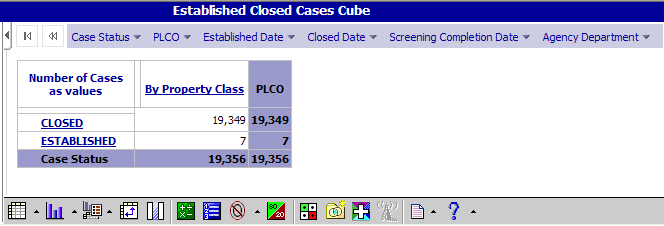 Established Closed Cases Cube
Case Status PLCO Established Date Closed Date Screening Completion Date Agency Department
Number of Cases as values By Property Class PLCO
CLOSED 19,349 19,349
ESTABLISHED 7 7
Case Status 19,356 19,356
80 20 ?